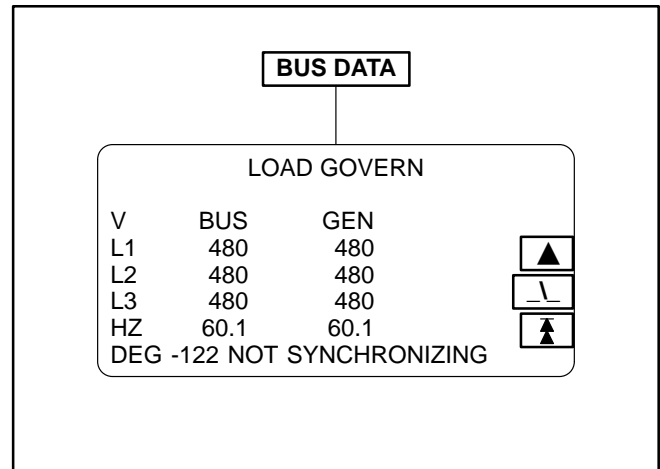 BUS DATA
LOAD GOVERN
V BUS GEN
L1 480 480
L2 480 480
L3 480 480
HZ 60.1 60.1
DEG -122 NOT SYNCHRONIZING